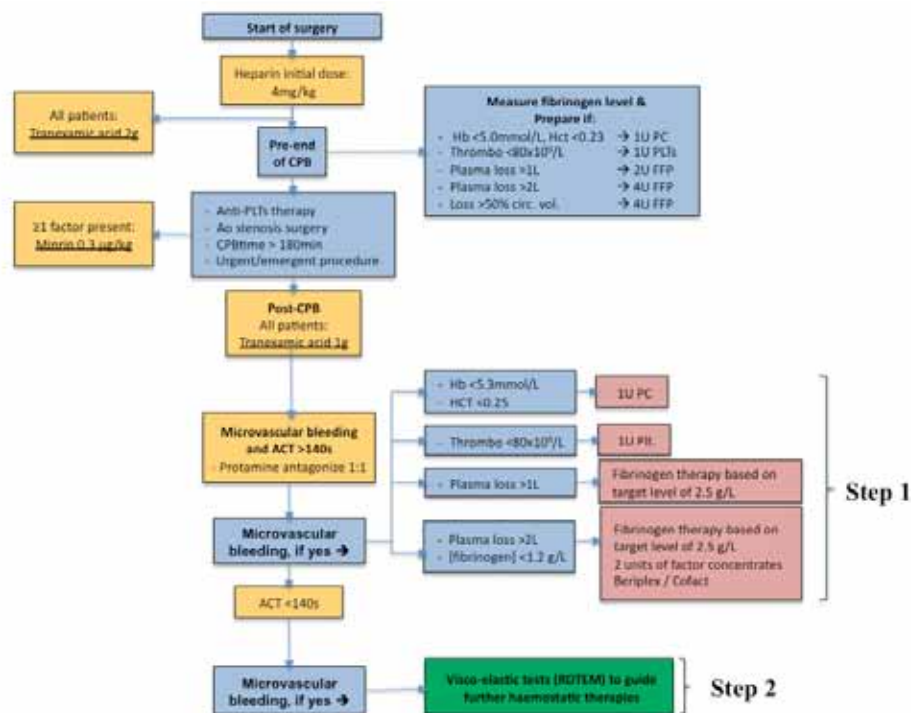 Start of surgery
Heparin initial dose:
4mg/kg
All patients:
Tranexamic acid 2g
Measure fibrinogen level &
Prepare if:
- Hb <5.0mmol/L, Hct <0.23 → 1U PC
- Thrombo <80x10⁹/L → 1U PLTs
- Plasma loss >1L → 2U FFP
- Plasma loss >2L → 4U FFP
- Loss >50% circ. vol. → 4U FFP
Pre-end
of CPB
- Anti-PLTs therapy
- Ao stenosis surgery
- CPBtime > 180min
- Urgent/emergent procedure
≥1 factor present:
Minrin 0.3 µg/kg
Post-CPB
All patients:
Tranexamic acid 1g
- Hb <5.3mmol/L
- HCT <0.25
1U PC
Microvascular bleeding
and ACT >140s
- Protamine antagonize 1:1
- Thrombo <80x10⁹/L
1U Plt.
- Plasma loss >1L
Fibrinogen therapy based on
target level of 2.5 g/L
Step 1
Microvascular
bleeding, if yes →
- Plasma loss >2L
- [fibrinogen] <1.2 g/L
Fibrinogen therapy based on
target level of 2.5 g/L
2 units of factor concentrates
Beriplex / Cofact
ACT <140s
Microvascular
bleeding, if yes →
Visco-elastic tests (ROTEM) to guide
further haemostatic therapies
Step 2